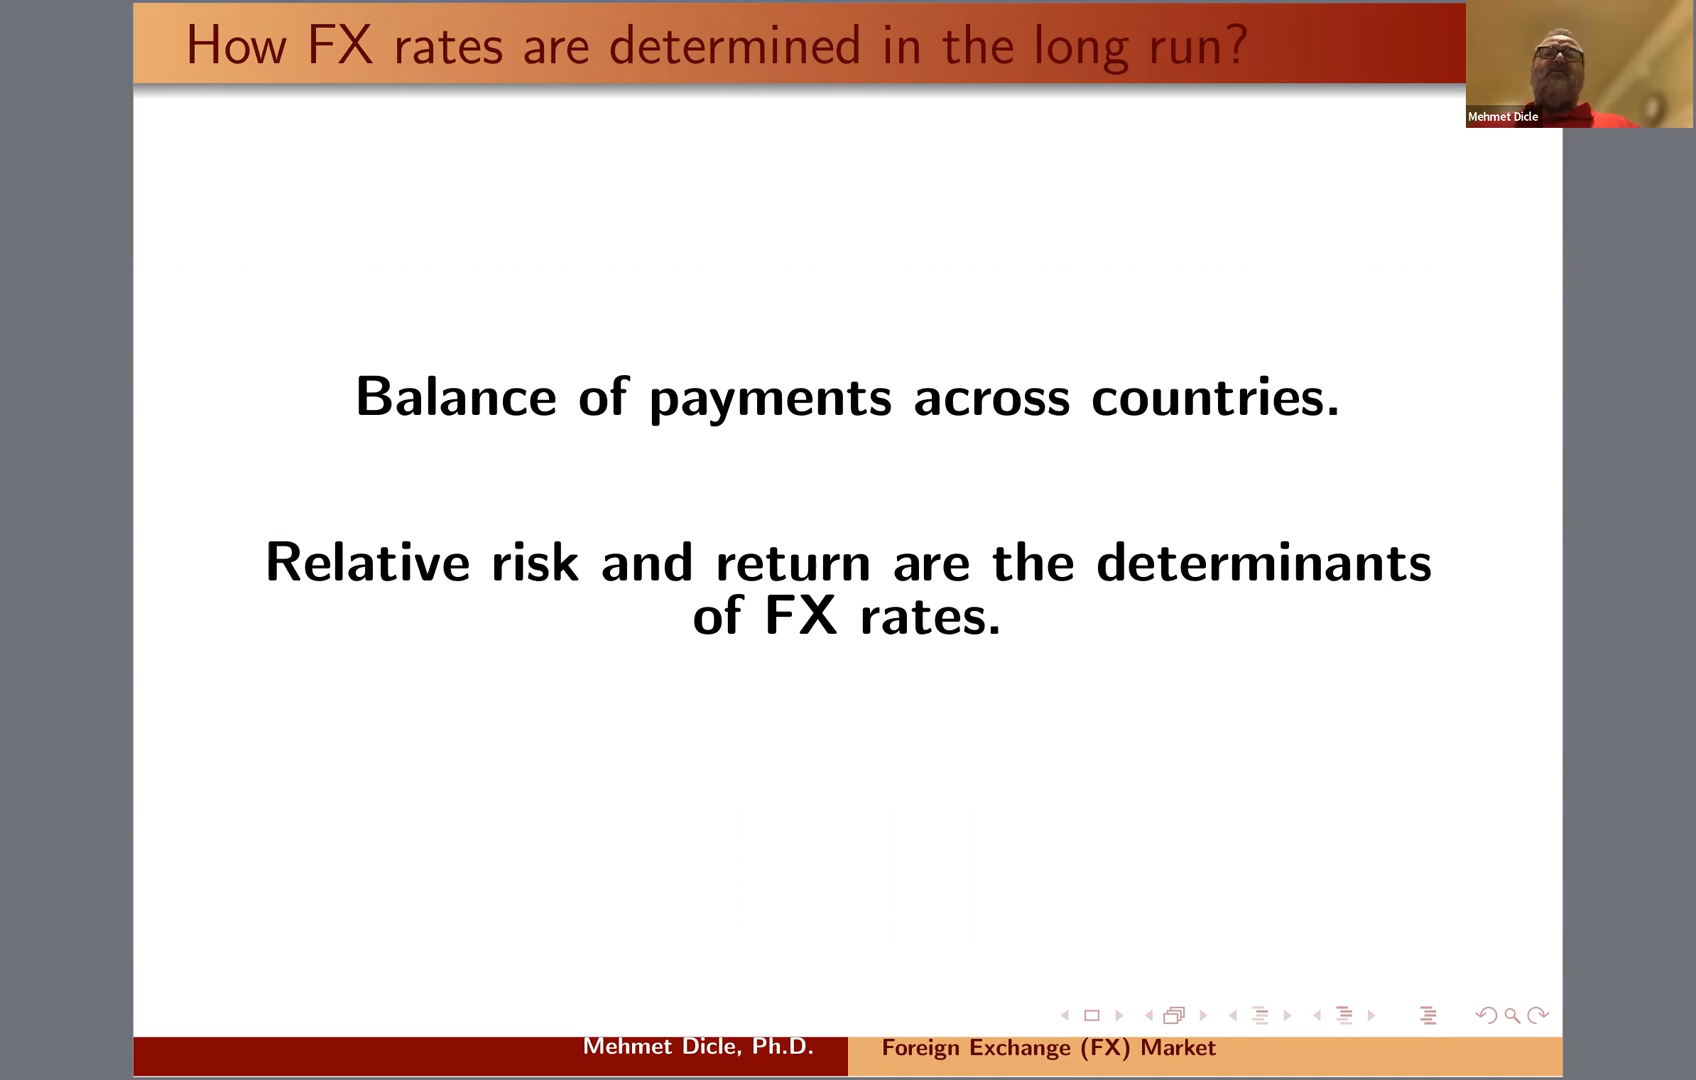 How FX rates are determined in the long run?
Mehmet Dicle
Balance of payments across countries.
Relative risk and return are the determinants
of FX rates.
Mehmet Dicle, Ph.D.
Foreign Exchange (FX) Market